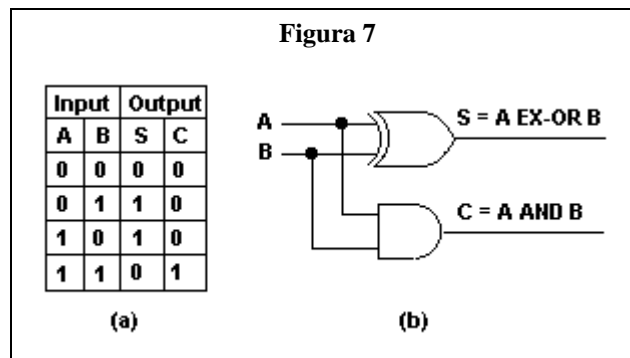 Figura 7
Input Output
A B S C
0 0 0 0
0 1 1 0
1 0 1 0
1 1 0 1
(a)
A
B
S = A EX-OR B
C = A AND B
(b)